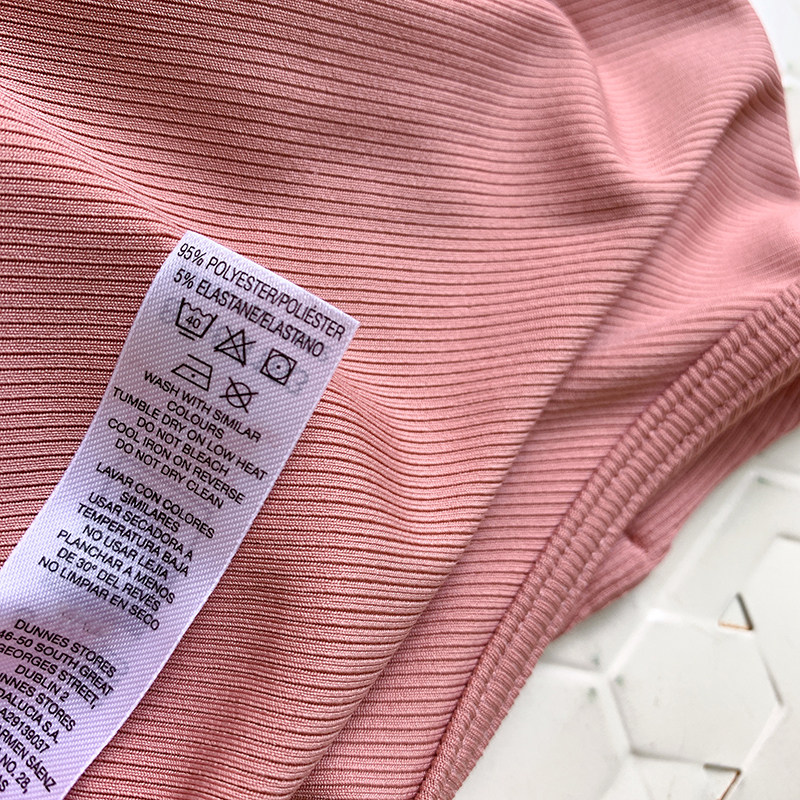 95% POLYESTER/POLIÉSTER
5% ELASTANE/ELASTANO
40
WASH WITH SIMILAR
COLOURS
TUMBLE DRY ON LOW HEAT
DO NOT BLEACH
COOL IRON ON REVERSE
DO NOT DRY CLEAN
LAVAR CON COLORES
SIMILARES
USAR SECADORA A
TEMPERATURA BAJA
NO USAR LEJIA
PLANCHAR A MENOS
DE 30º DEL REVÉS
NO LIMPIAR EN SECO
DUNNES STORES
46-50 SOUTH GREAT
GEORGES STREET,
DUBLIN 2
DUNNES STORES
S.A.
A29139037
SAENZ
28,